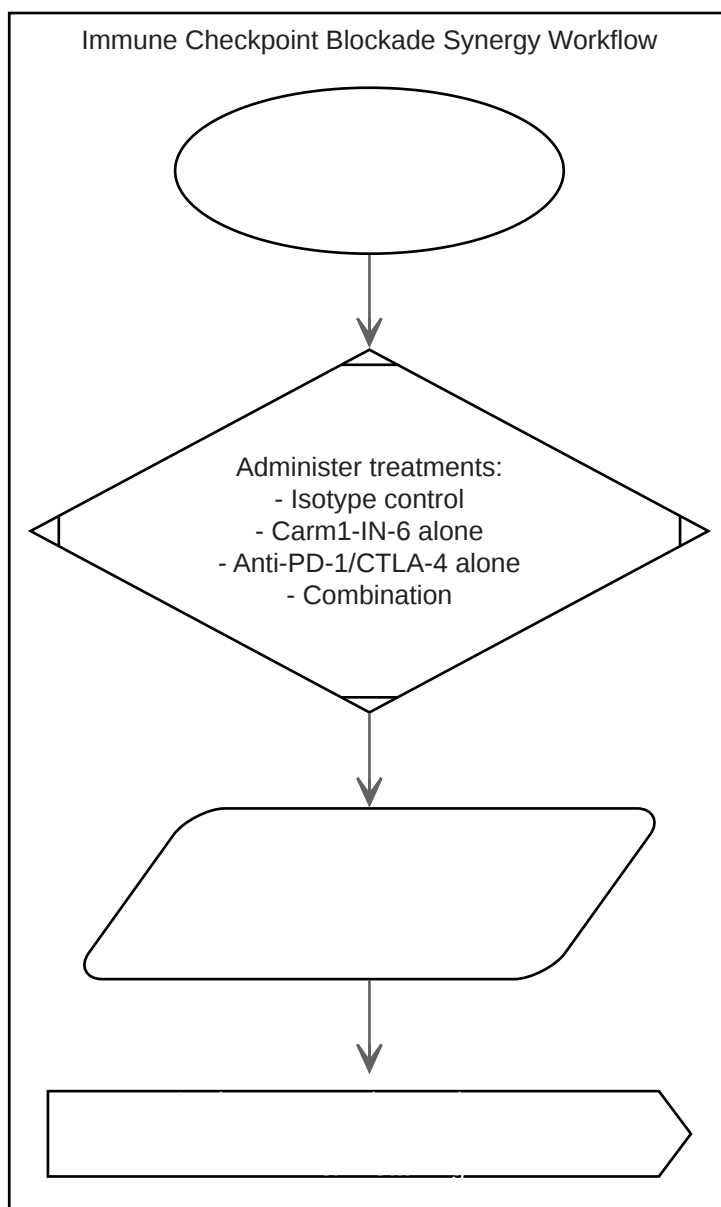 Immune Checkpoint Blockade Synergy Workflow
Administer treatments:
- Isotype control
- Carm1-IN-6 alone
- Anti-PD-1/CTLA-4 alone
- Combination